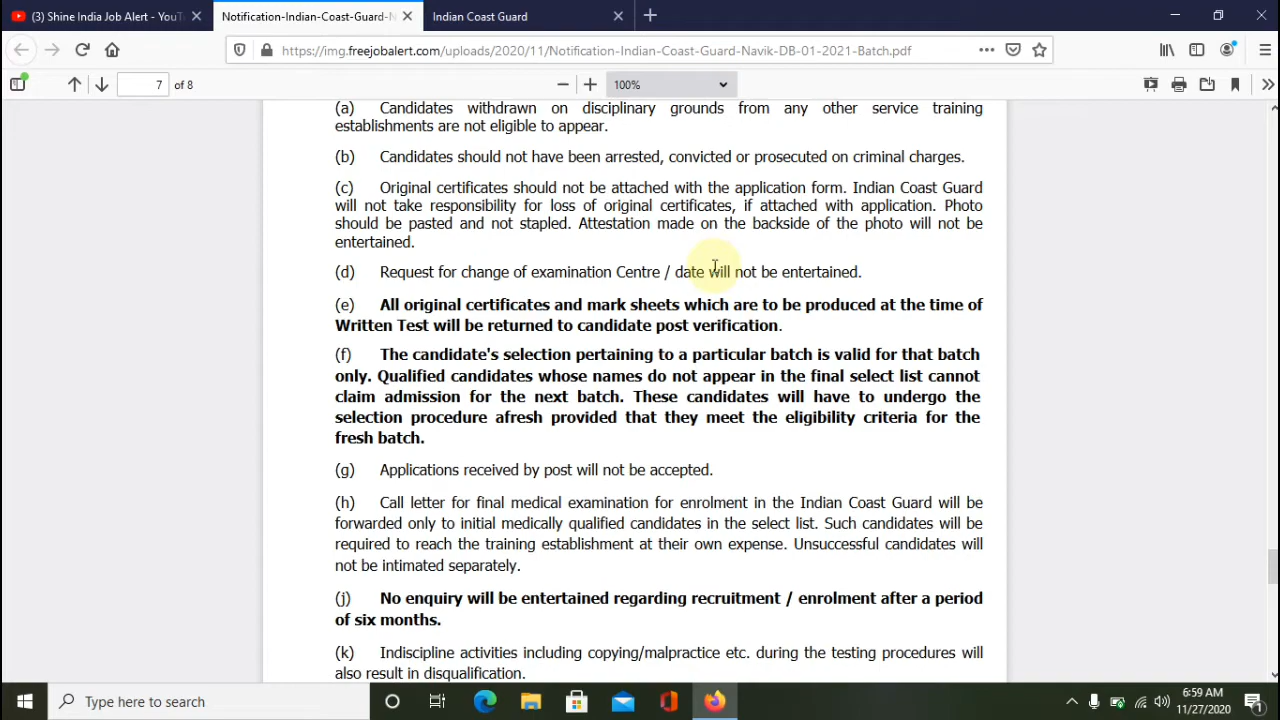 (3) Shine India Job Alert - YouT
Notification-Indian-Coast-Guard-N
Indian Coast Guard
https://img.freejobalert.com/uploads/2020/11/Notification-Indian-Coast-Guard-Navik-DB-01-2021-Batch.pdf
7 of 8
100%
(a) Candidates withdrawn on disciplinary grounds from any other service training
establishments are not eligible to appear.
(b) Candidates should not have been arrested, convicted or prosecuted on criminal charges.
(c) Original certificates should not be attached with the application form. Indian Coast Guard
will not take responsibility for loss of original certificates, if attached with application. Photo
should be pasted and not stapled. Attestation made on the backside of the photo will not be
entertained.
(d) Request for change of examination Centre / date will not be entertained.
(e) All original certificates and mark sheets which are to be produced at the time of
Written Test will be returned to candidate post verification.
(f) The candidate's selection pertaining to a particular batch is valid for that batch
only. Qualified candidates whose names do not appear in the final select list cannot
claim admission for the next batch. These candidates will have to undergo the
selection procedure afresh provided that they meet the eligibility criteria for the
fresh batch.
(g) Applications received by post will not be accepted.
(h) Call letter for final medical examination for enrolment in the Indian Coast Guard will be
forwarded only to initial medically qualified candidates in the select list. Such candidates will be
required to reach the training establishment at their own expense. Unsuccessful candidates will
not be intimated separately.
(j) No enquiry will be entertained regarding recruitment / enrolment after a period
of six months.
(k) Indiscipline activities including copying/malpractice etc. during the testing procedures will
also result in disqualification.
Type here to search
6:59 AM
11/27/2020
1